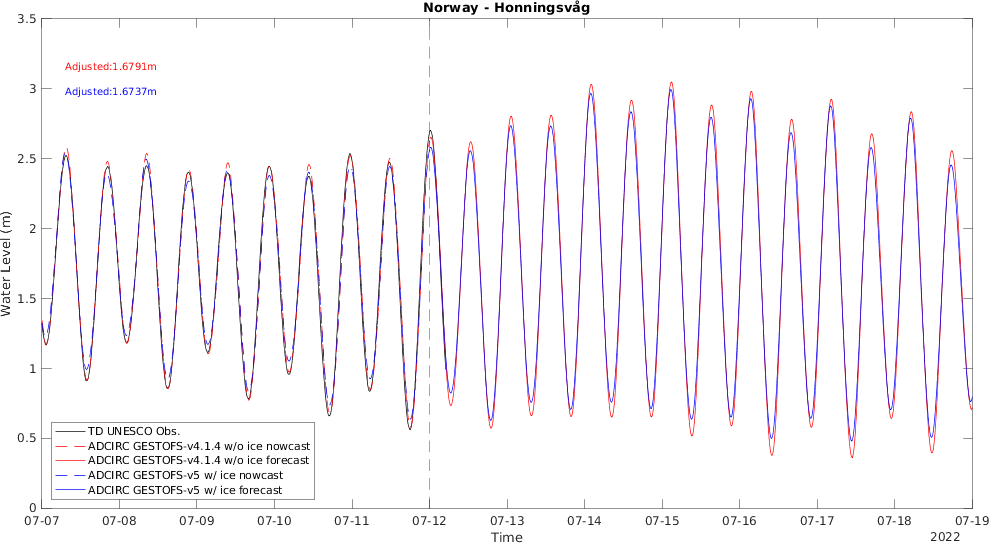 Norway - Honningsvåg
Adjusted:1.6791m
Adjusted:1.6737m
Water Level (m)
3.5
3
2.5
2
1.5
1
0.5
0
TD UNESCO Obs.
ADCIRC GESTOFS-v4.1.4 w/o ice nowcast
ADCIRC GESTOFS-v4.1.4 w/o ice forecast
ADCIRC GESTOFS-v5 w/ ice nowcast
ADCIRC GESTOFS-v5 w/ ice forecast
07-07 07-08 07-09 07-10 07-11 07-12 07-13 07-14 07-15 07-16 07-17 07-18 07-19
Time
2022